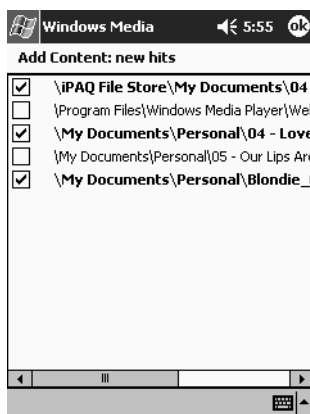 Windows Media 5:55 ok
Add Content: new hits
\iPAQ File Store\My Documents\04
\Program Files\Windows Media Player\We
\My Documents\Personal\04 - Love
\My Documents\Personal\05 - Our Lips Are
\My Documents\Personal\Blondie_